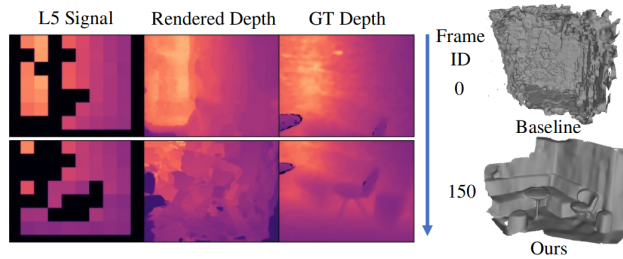 L5 Signal Rendered Depth GT Depth
Frame
ID
0
Baseline
150
Ours